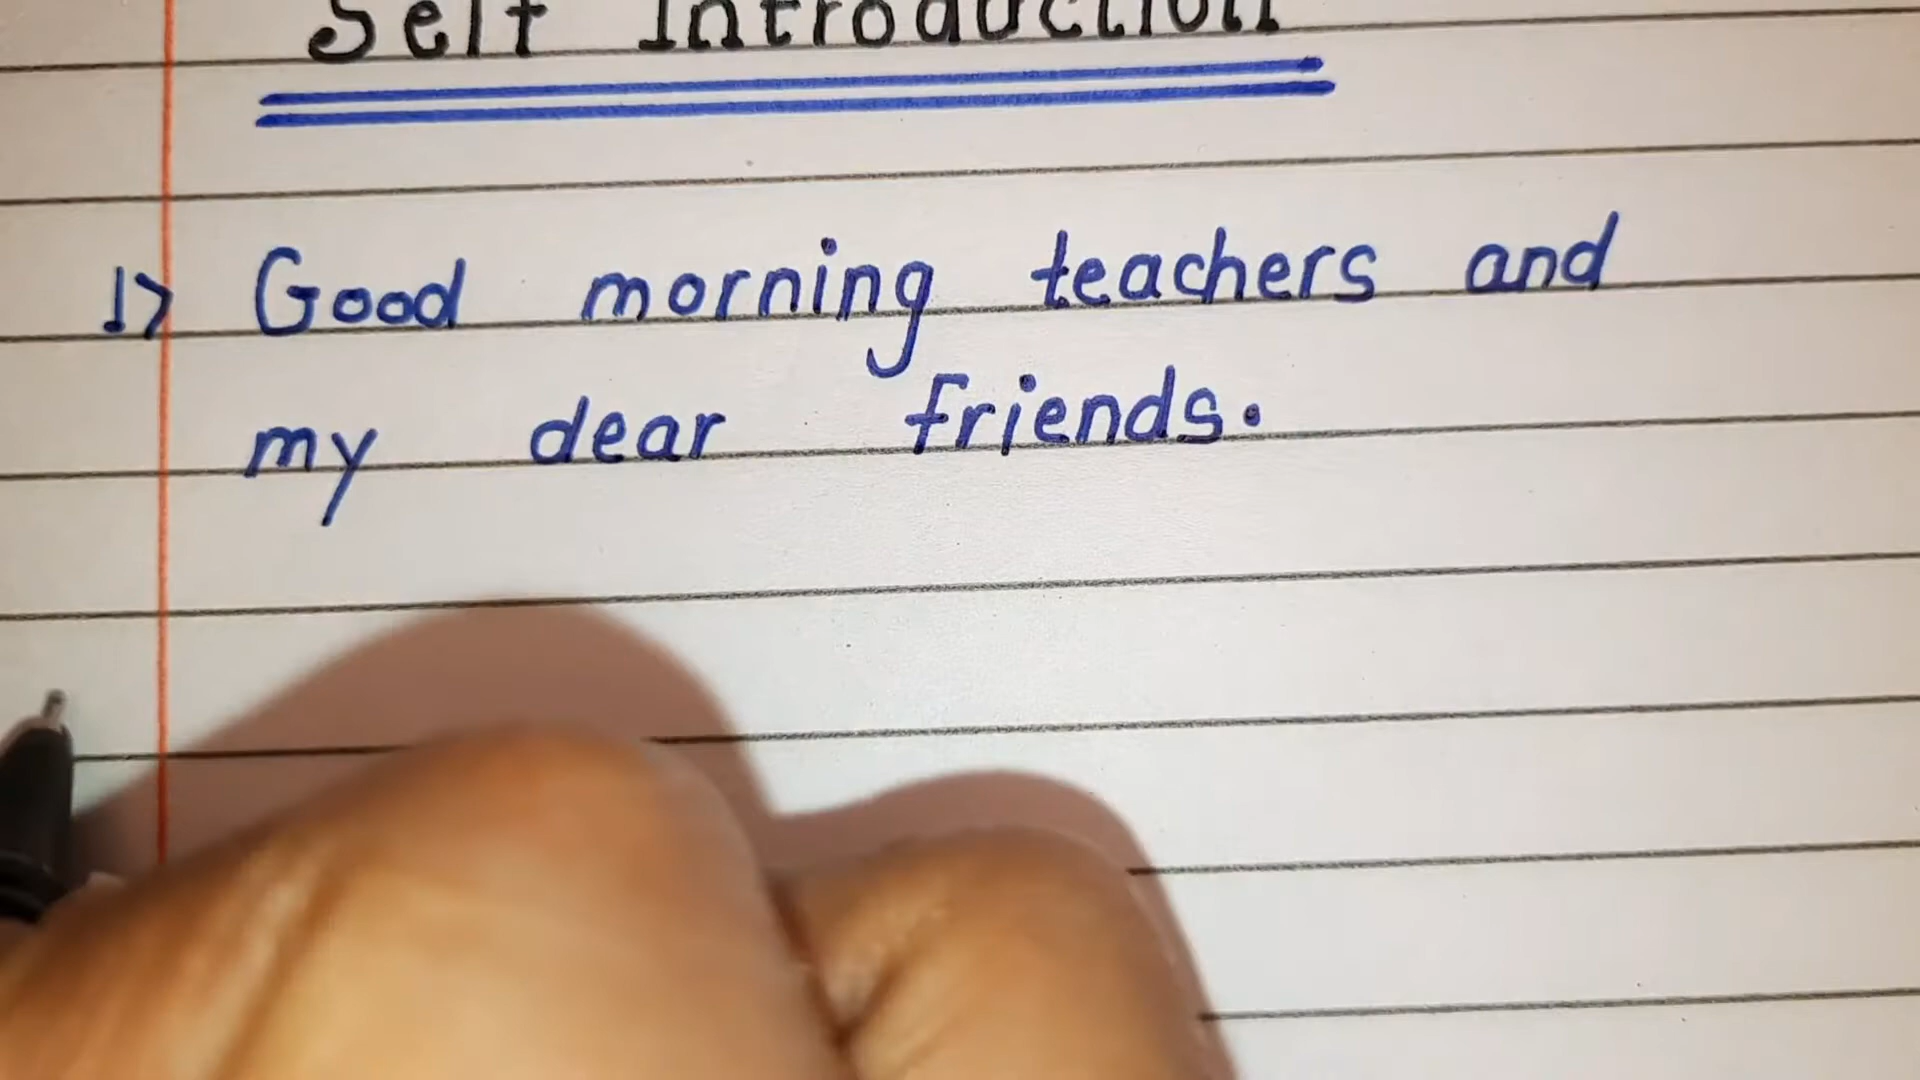 Self Introduction
1> Good morning teachers and
my dear friends.